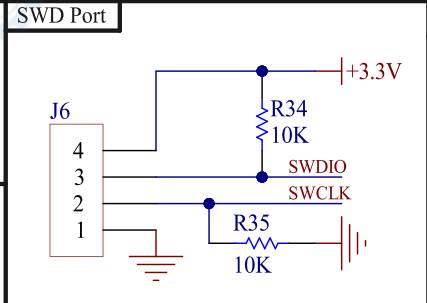 SWD Port
J6
+3.3V
R34
10K
4
3
SWDIO
2
SWCLK
1
R35
10K